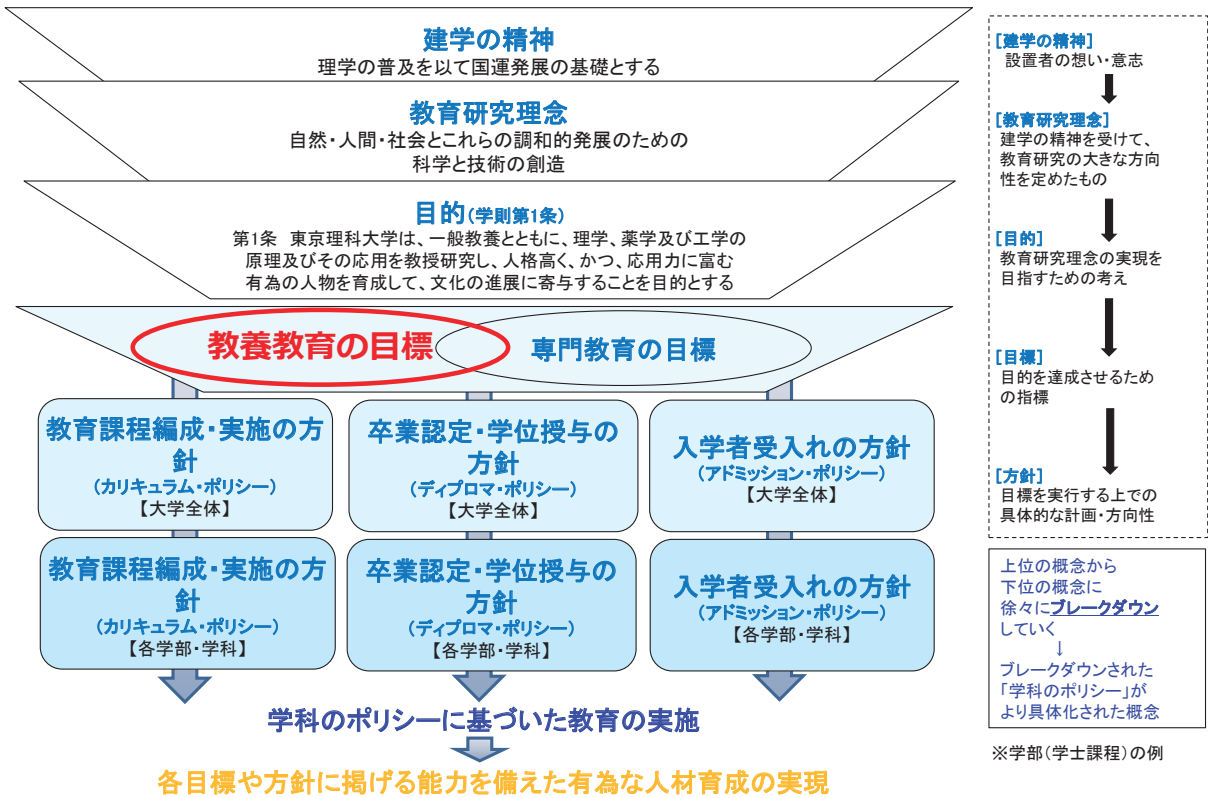 建学の精神
理学の普及を以て国運発展の基礎とする
教育研究理念
自然・人間・社会とこれらの調和的発展のための
科学と技術の創造
目的(学則第1条)
第1条　東京理科大学は、一般教養とともに、理学、薬学及び工学の
原理及びその応用を教授研究し、人格高く、かつ、応用力に富む
有為の人物を育成して、文化の進展に寄与することを目的とする
教養教育の目標
専門教育の目標
教育課程編成・実施の方
針
(カリキュラム・ポリシー)
【大学全体】
卒業認定・学位授与の
方針
(ディプロマ・ポリシー)
【大学全体】
入学者受入れの方針
(アドミッション・ポリシー)
【大学全体】
教育課程編成・実施の方
針
(カリキュラム・ポリシー)
【各学部・学科】
卒業認定・学位授与の
方針
(ディプロマ・ポリシー)
【各学部・学科】
入学者受入れの方針
(アドミッション・ポリシー)
【各学部・学科】
学科のポリシーに基づいた教育の実施
各目標や方針に掲げる能力を備えた有為な人材育成の実現
[建学の精神]
設置者の想い・意志
[教育研究理念]
建学の精神を受けて、
教育研究の大きな方向
性を定めたもの
[目的]
教育研究理念の実現を
目指すための考え
[目標]
目的を達成させるため
の指標
[方針]
目標を実行する上での
具体的な計画・方向性
上位の概念から
下位の概念に
徐々にブレークダウン
していく
↓
ブレークダウンされた
「学科のポリシー」が
より具体化された概念
※学部(学士課程)の例